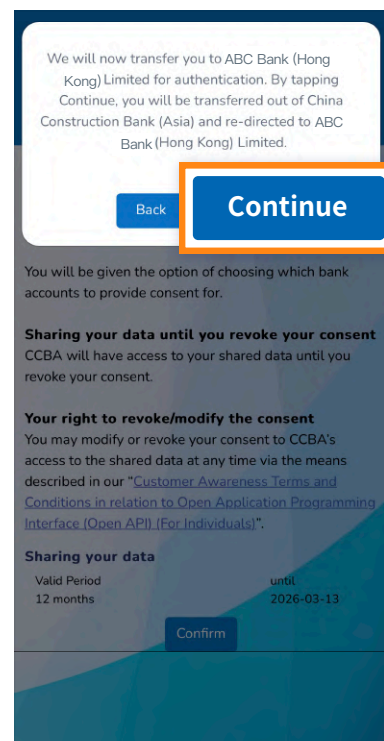 We will now transfer you to ABC Bank (Hong
Kong) Limited for authentication. By tapping
Continue, you will be transferred out of China
Construction Bank (Asia) and re-directed to ABC
Bank (Hong Kong) Limited.
Back
Continue
You will be given the option of choosing which bank
accounts to provide consent for.
Sharing your data until you revoke your consent
CCBA will have access to your shared data until you
revoke your consent.
Your right to revoke/modify the consent
You may modify or revoke your consent to CCBA’s
access to the shared data at any time via the means
described in our "Customer Awareness Terms and
Conditions in relation to Open Application Programming
Interface (Open API) (For Individuals)".
Sharing your data
Valid Period until
12 months 2026-03-13
Confirm